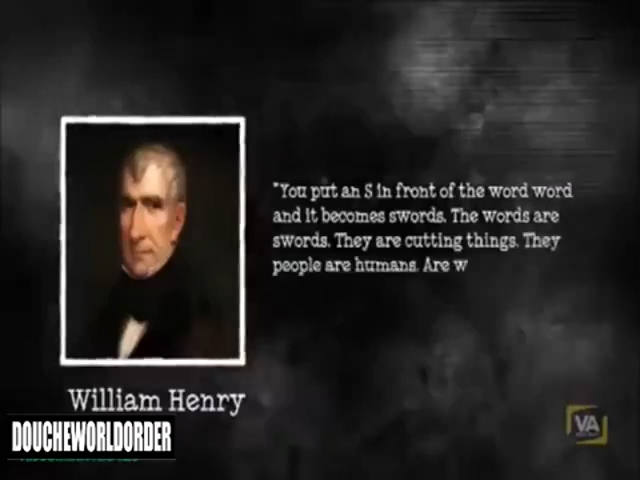 "You put an S in front of the word word
and it becomes swords. The words are
swords. They are cutting things. They
people are humans. Are w
William Henry
DOUCHEWORLDORDER
VA